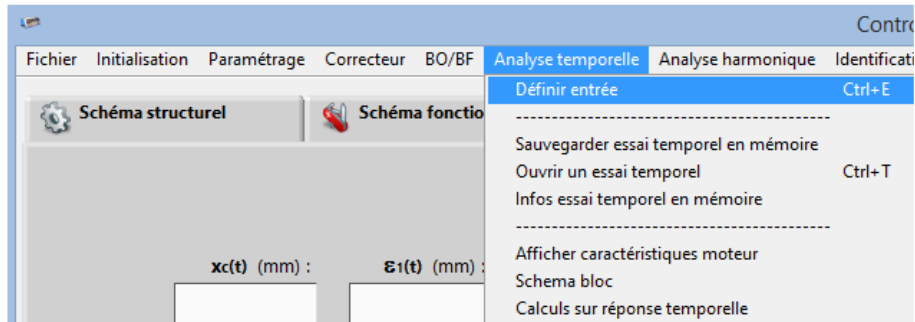 Contro
Fichier Initialisation Paramétrage Correcteur BO/BF Analyse temporelle Analyse harmonique Identificati
Définir entrée Ctrl+E
Schéma structurel Schéma fonctio
--------------------------------------------
Sauvegarder essai temporel en mémoire
Ouvrir un essai temporel Ctrl+T
Infos essai temporel en mémoire
--------------------------------------------
Afficher caractéristiques moteur
xc(t) (mm) : ε1(t) (mm) :
Schema bloc
Calculs sur réponse temporelle